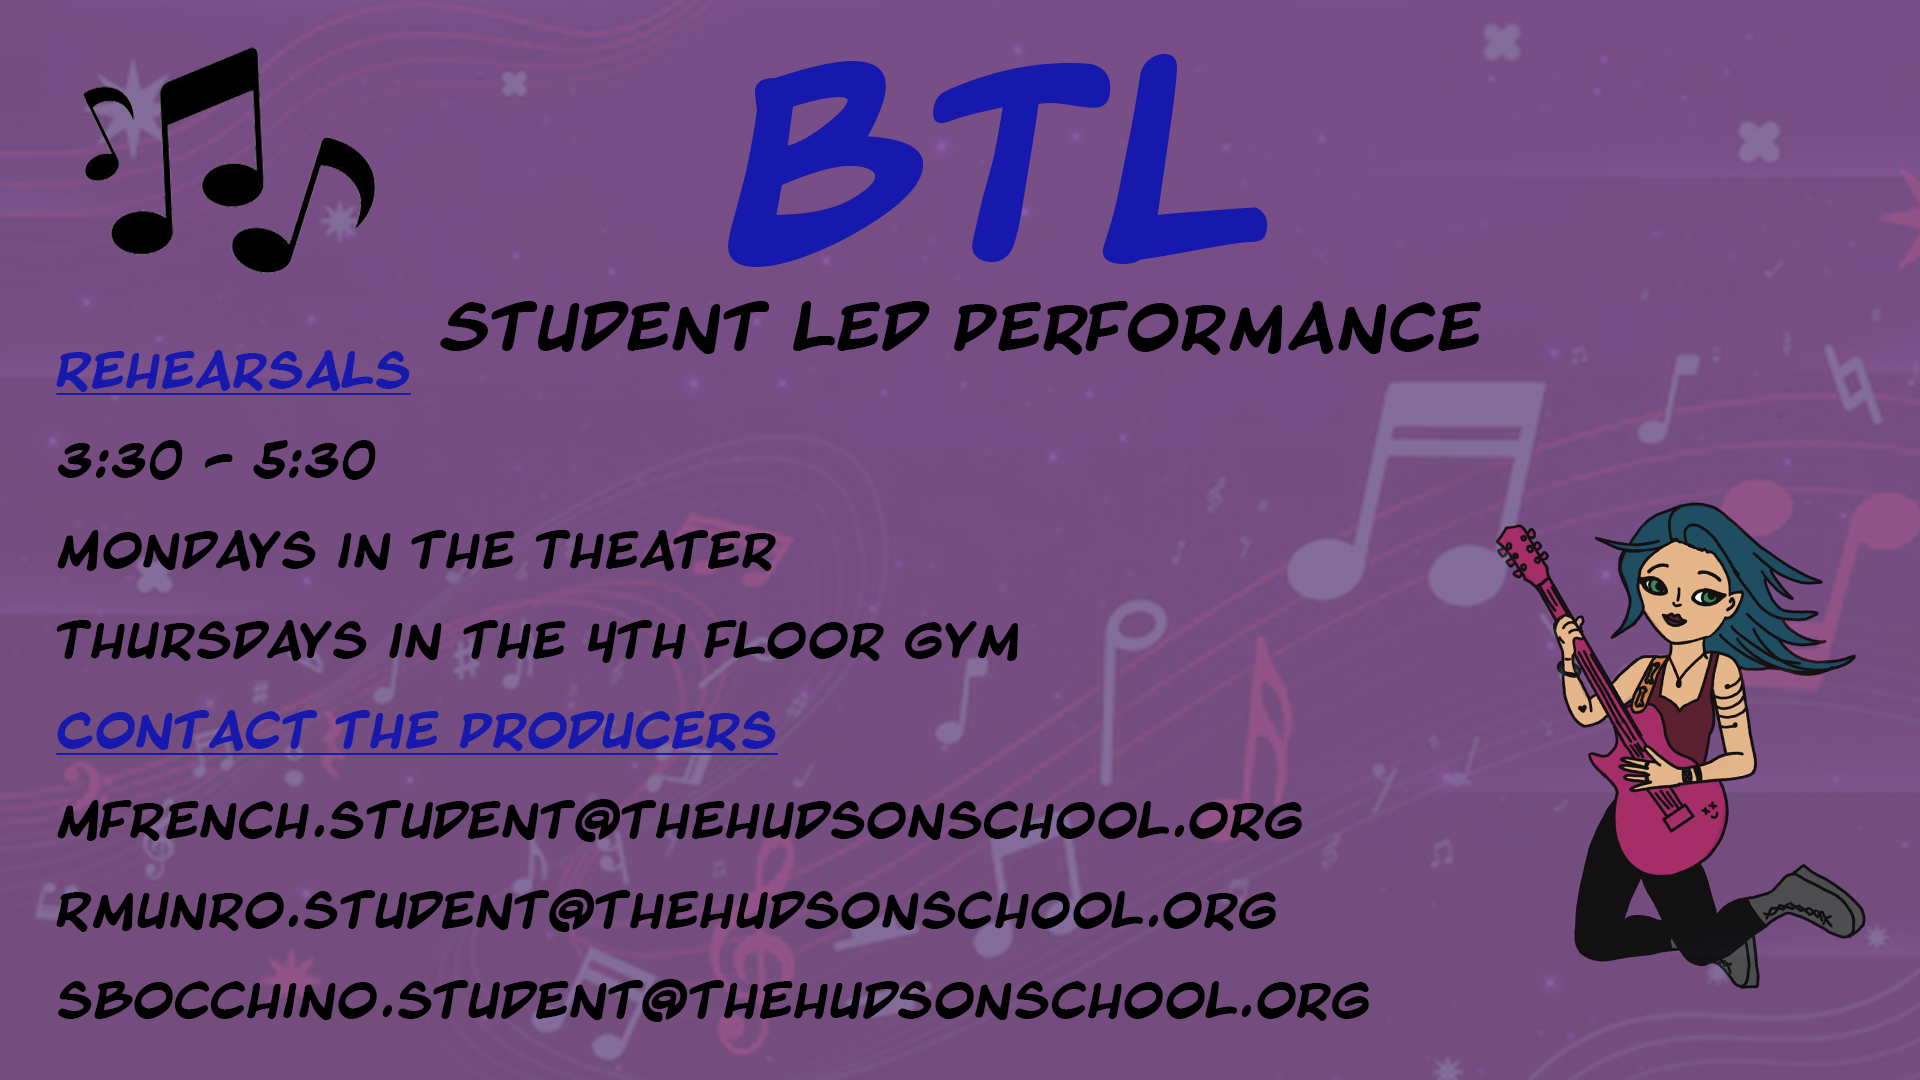 BTL
STUDENT LED PERFORMANCE
REHEARSALS
3:30 - 5:30
MONDAYS IN THE THEATER
THURSDAYS IN THE 4TH FLOOR GYM
CONTACT THE PRODUCERS
MFRENCH.STUDENT@THEHUDSONSCHOOL.ORG
RMUNRO.STUDENT@THEHUDSONSCHOOL.ORG
SBOCCHINO.STUDENT@THEHUDSONSCHOOL.ORG